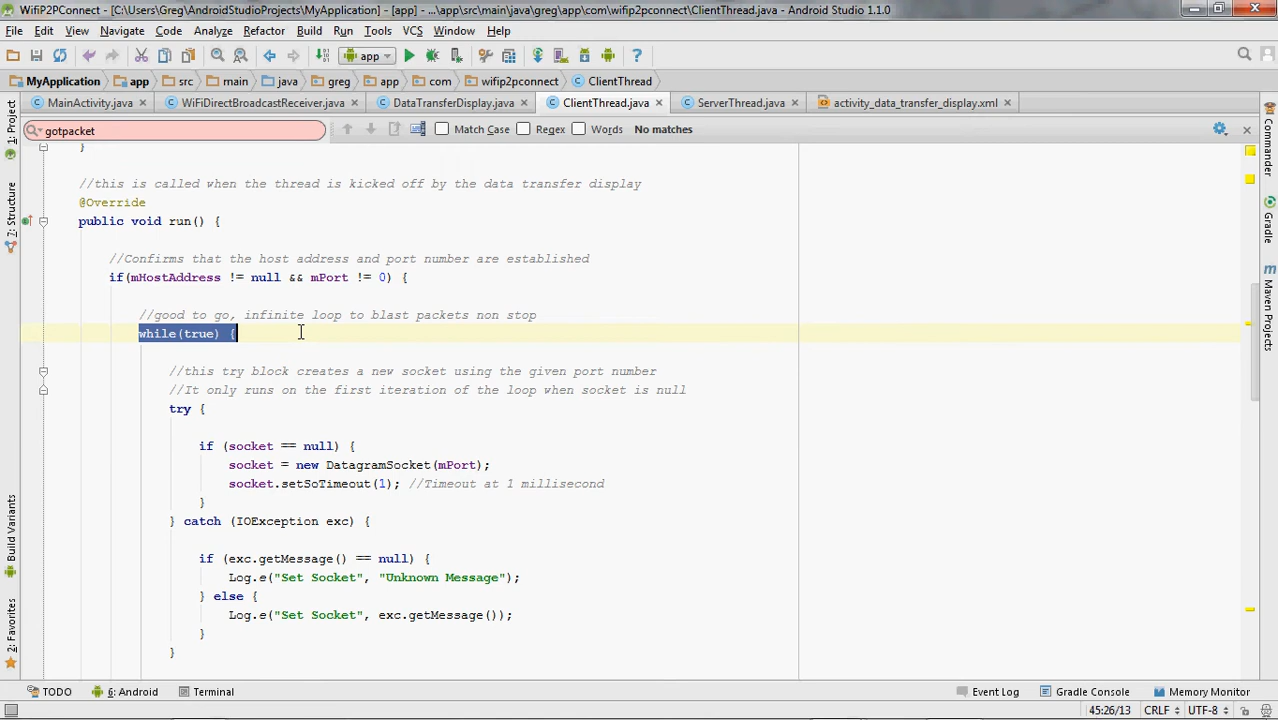 WifiP2PConnect - [C:\Users\Greg\AndroidStudioProjects\MyApplication] - [app] - ...\app\src\main\java\greg\app\com\wifip2pconnect\ClientThread.java - Android Studio 1.1.0
File Edit View Navigate Code Analyze Refactor Build Run Tools VCS Window Help
app
MyApplication app src main java greg app com wifip2pconnect ClientThread
MainActivity.java WiFiDirectBroadcastReceiver.java DataTransferDisplay.java ClientThread.java ServerThread.java activity_data_transfer_display.xml
gotpacket Match Case Regex Words No matches
1: Project
7: Structure
Build Variants
2: Favorites
}
//this is called when the thread is kicked off by the data transfer display
@Override
public void run() {
//Confirms that the host address and port number are established
if(mHostAddress != null && mPort != 0) {
//good to go, infinite loop to blast packets non stop
while(true) {
//this try block creates a new socket using the given port number
//It only runs on the first iteration of the loop when socket is null
try {
if (socket == null) {
socket = new DatagramSocket(mPort);
socket.setSoTimeout(1); //Timeout at 1 millisecond
}
} catch (IOException exc) {
if (exc.getMessage() == null) {
Log.e("Set Socket", "Unknown Message");
} else {
Log.e("Set Socket", exc.getMessage());
}
}
Commander
Gradle
Maven Projects
TODO 6: Android Terminal Event Log Gradle Console Memory Monitor
45:26/13 CRLF UTF-8